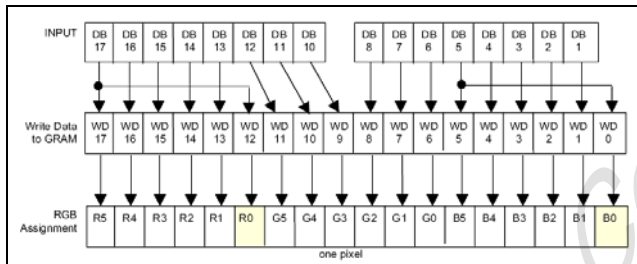 INPUT
DB DB DB DB DB DB DB DB DB DB DB DB DB DB DB DB
17 16 15 14 13 12 11 10 8 7 6 5 4 3 2 1
Write Data
to GRAM
WD WD WD WD WD WD WD WD WD WD WD WD WD WD WD WD WD WD
17 16 15 14 13 12 11 10 9 8 7 6 5 4 3 2 1 0
RGB
Assignment
R5 R4 R3 R2 R1 R0 G5 G4 G3 G2 G1 G0 B5 B4 B3 B2 B1 B0
one pixel